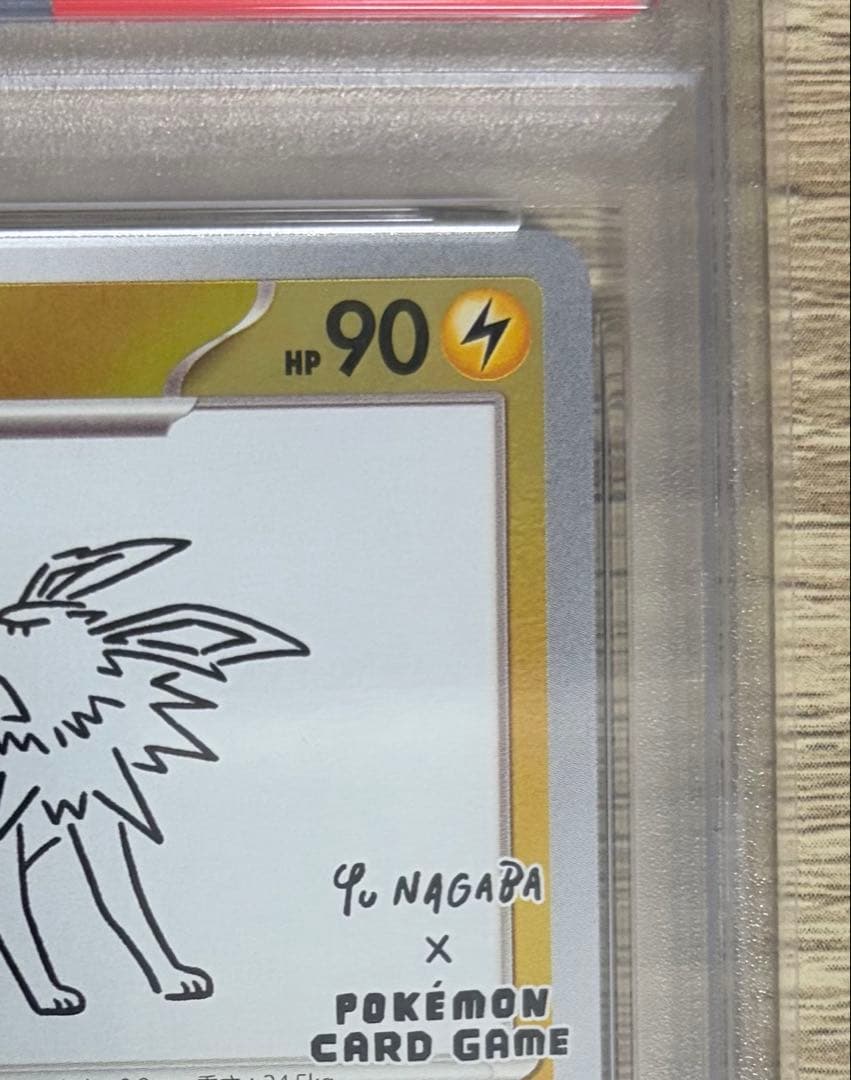 HP 90
Yu NAGABA
×
POKÉMON
CARD GAME